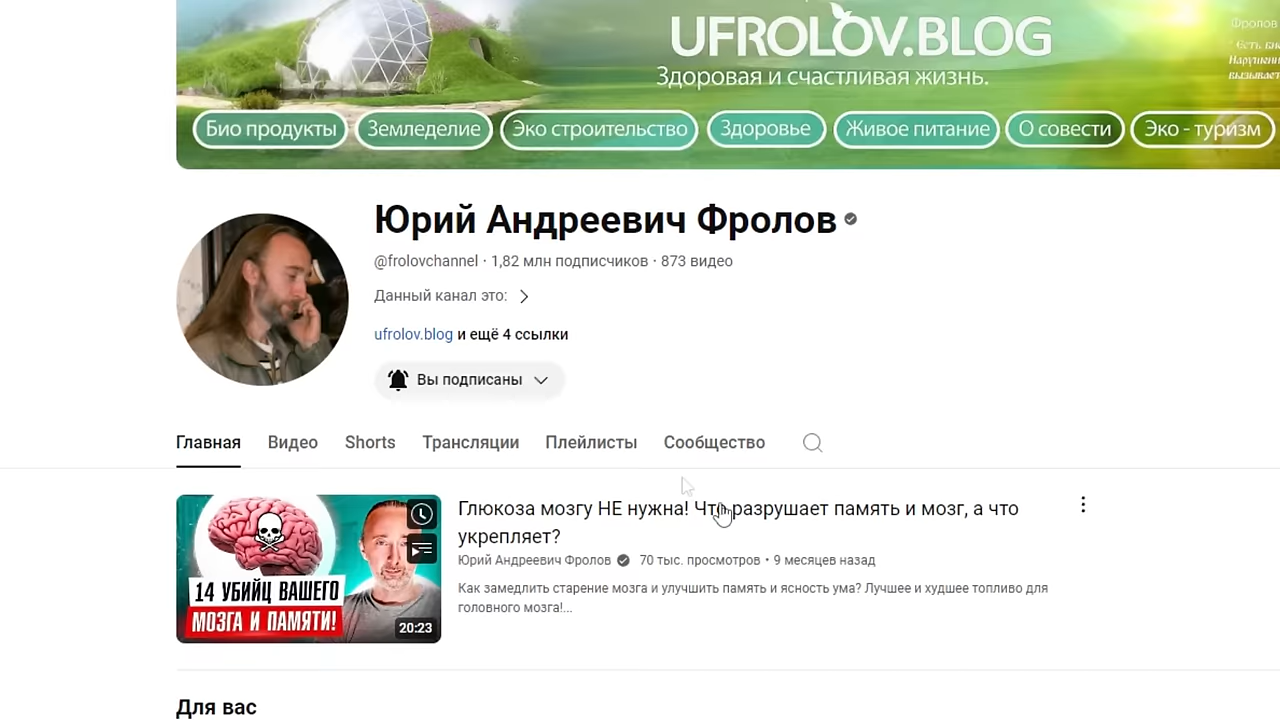 UFROLOV.BLOG
Здоровая и счастливая жизнь.
Фролов
Био продукты Землeделие Эко строительство Здоровье Живое питание О совести Эко - туризм
Юрий Андреевич Фролов
@frolovchannel · 1,82 млн подписчиков · 873 видео
Данный канал это:
ufrolov.blog и ещё 4 ссылки
Вы подписаны
Главная Видео Shorts Трансляции Плейлисты Сообщество
14 УБИЙЦ ВАШЕГО
МОЗГА И ПАМЯТИ!
20:23
Глюкоза мозгу НЕ нужна! Что разрушает память и мозг, а что
укрепляет?
Юрий Андреевич Фролов 70 тыс. просмотров • 9 месяцев назад
Как замедлить старение мозга и улучшить память и ясность ума? Лучшее и худшее топливо для
головного мозга!...
Для вас